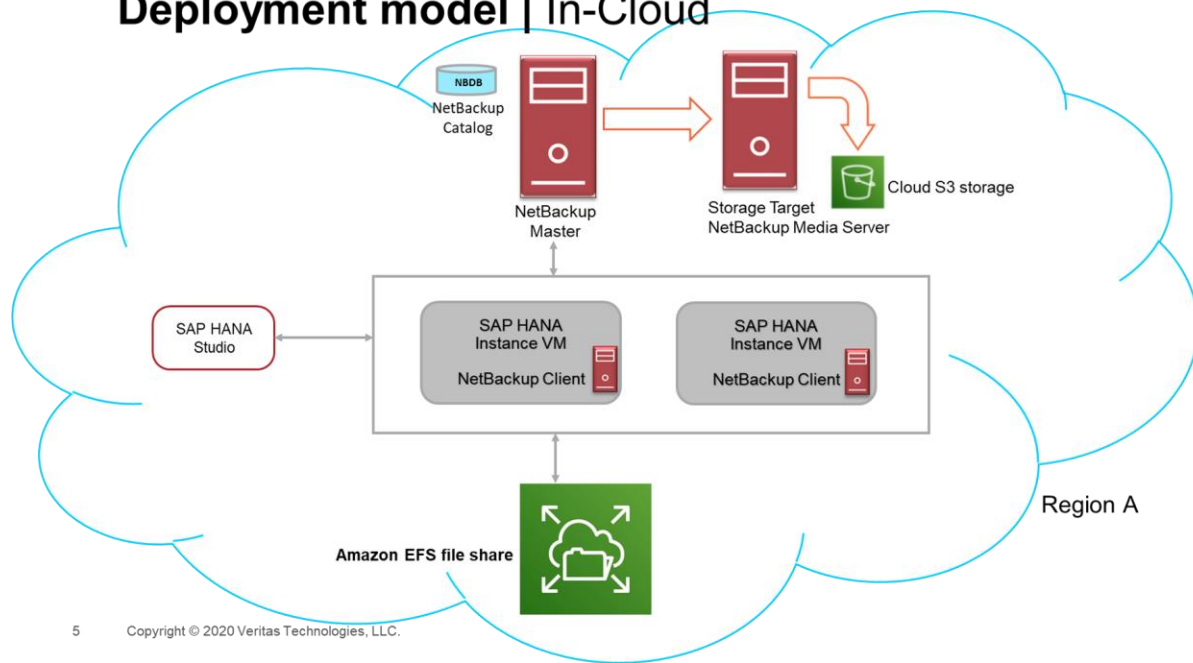 Deployment model | In-Cloud
NBDB
NetBackup
Catalog
NetBackup
Master
Storage Target
NetBackup Media Server
Cloud S3 storage
SAP HANA
Studio
SAP HANA
Instance VM
NetBackup Client
SAP HANA
Instance VM
NetBackup Client
Amazon EFS file share
Region A
5
Copyright © 2020 Veritas Technologies, LLC.